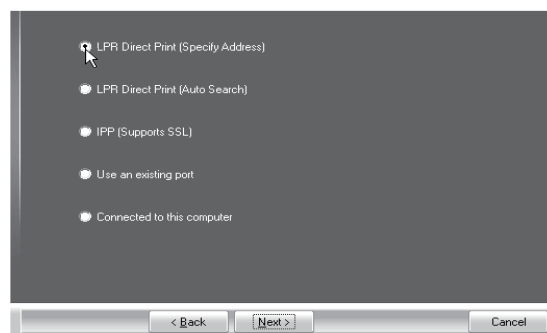 LPR Direct Print (Specify Address)
LPR Direct Print (Auto Search)
IPP (Supports SSL)
Use an existing port
Connected to this computer
< Back Next > Cancel